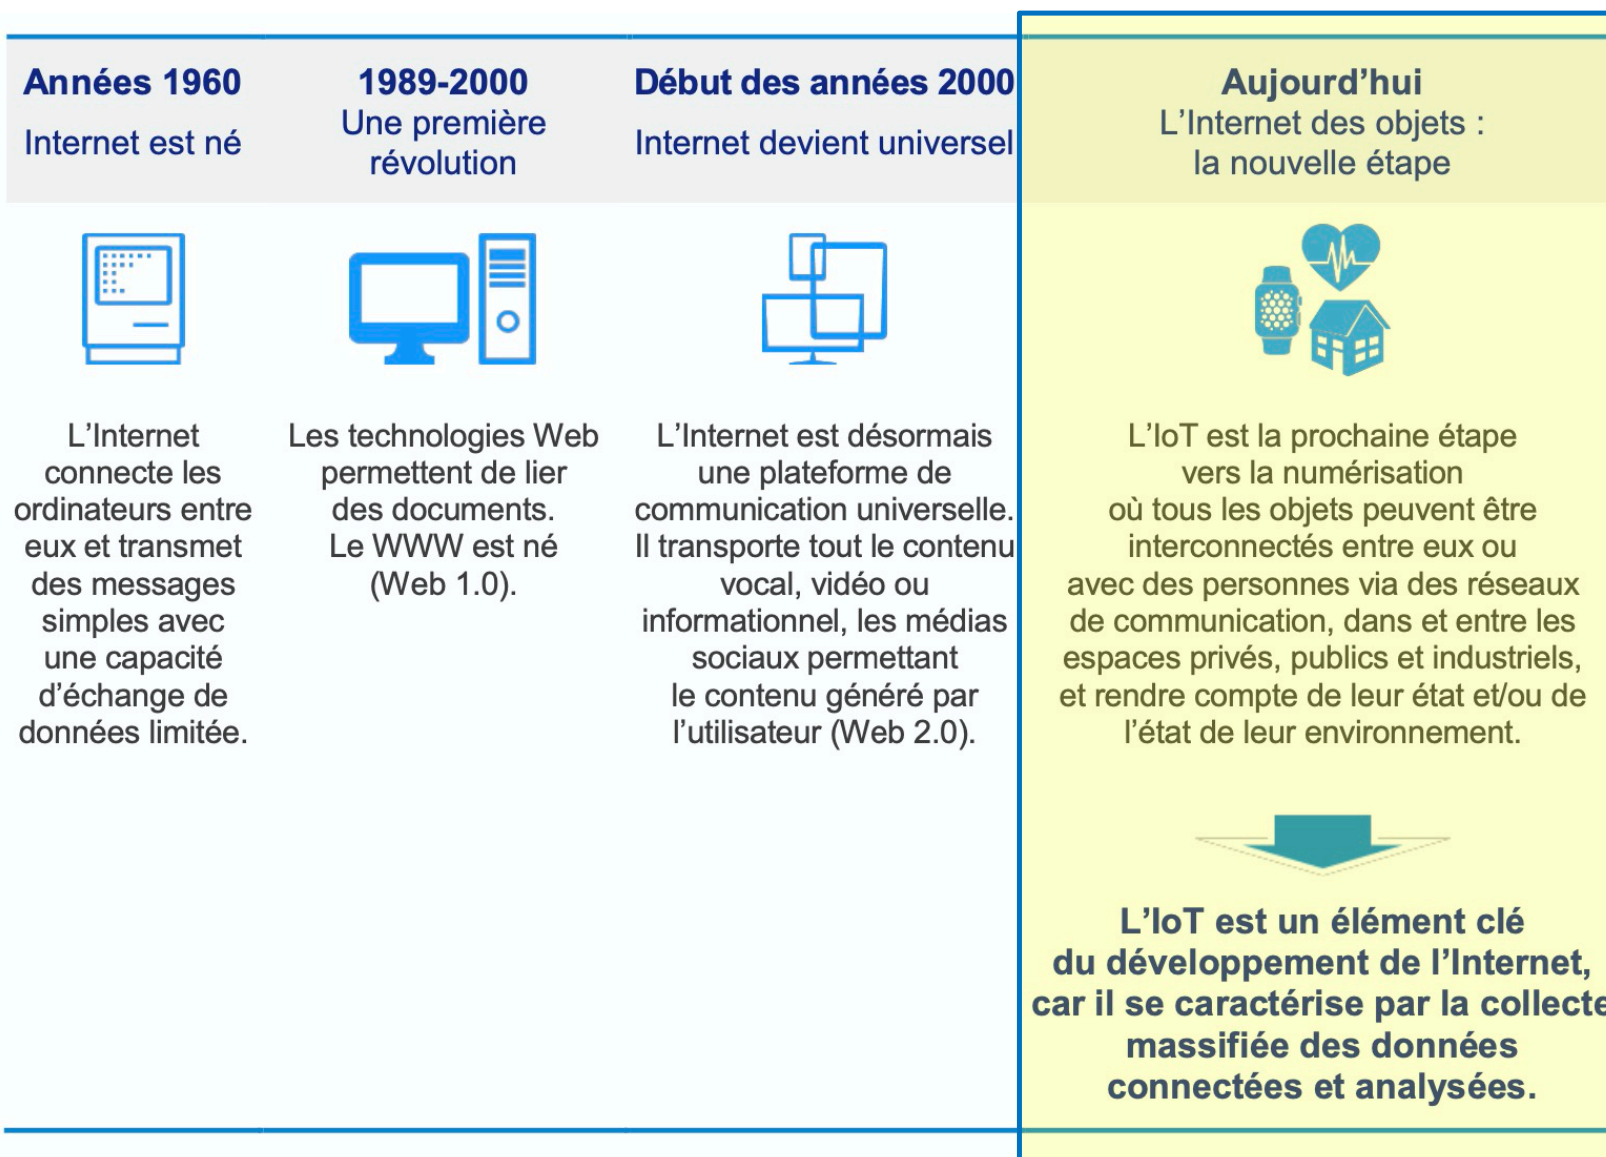 Années 1960
Internet est né
L'Internet
connecte les
ordinateurs entre
eux et transmet
des messages
simples avec
une capacité
d'échange de
données limitée.
1989-2000
Une première
révolution
Les technologies Web
permettent de lier
des documents.
Le WWW est né
(Web 1.0).
Début des années 2000
Internet devient universel
L'Internet est désormais
une plateforme de
communication universelle.
Il transporte tout le contenu
vocal, vidéo ou
informationnel, les médias
sociaux permettant
le contenu généré par
l'utilisateur (Web 2.0).
Aujourd'hui
L'Internet des objets :
la nouvelle étape
L'IoT est la prochaine étape
vers la numérisation
où tous les objets peuvent être
interconnectés entre eux ou
avec des personnes via des réseaux
de communication, dans et entre les
espaces privés, publics et industriels,
et rendre compte de leur état et/ou de
l'état de leur environnement.
L'IoT est un élément clé
du développement de l'Internet,
car il se caractérise par la collecte
massifiée des données
connectées et analysées.